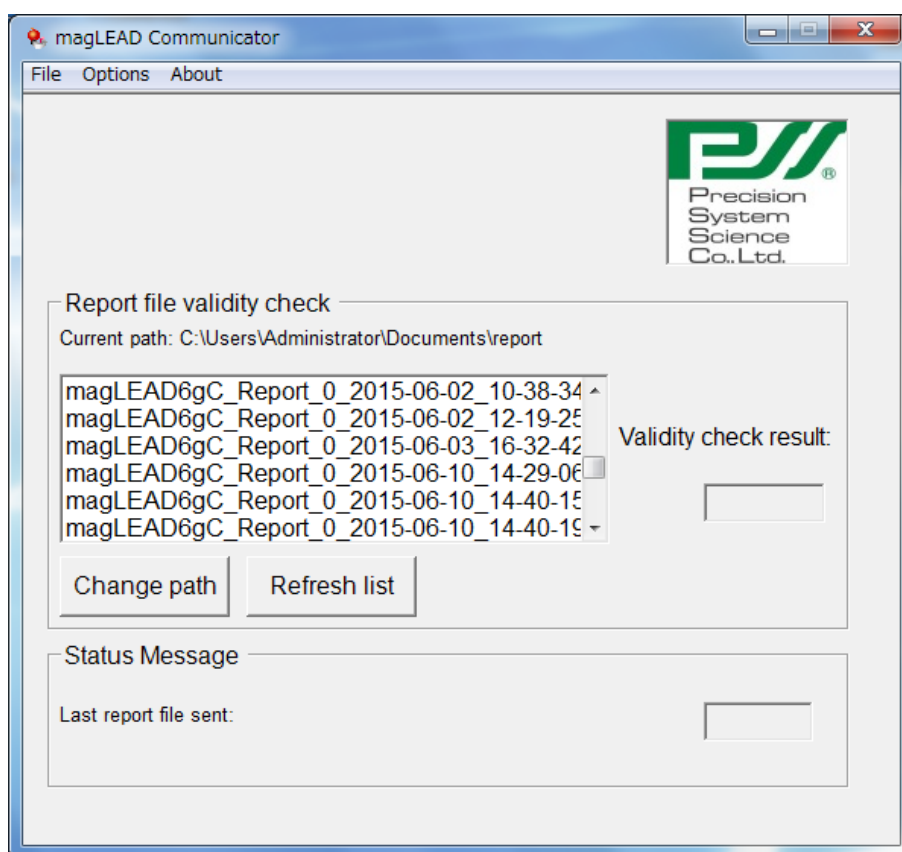 magLEAD Communicator
File Options About
PSS®
Precision
System
Science
Co.,Ltd.
Report file validity check
Current path: C:\Users\Administrator\Documents\report
magLEAD6gC_Report_0_2015-06-02_10-38-34
magLEAD6gC_Report_0_2015-06-02_12-19-25
magLEAD6gC_Report_0_2015-06-03_16-32-42
magLEAD6gC_Report_0_2015-06-10_14-29-06
magLEAD6gC_Report_0_2015-06-10_14-40-15
magLEAD6gC_Report_0_2015-06-10_14-40-19
Validity check result:
Change path Refresh list
Status Message
Last report file sent: